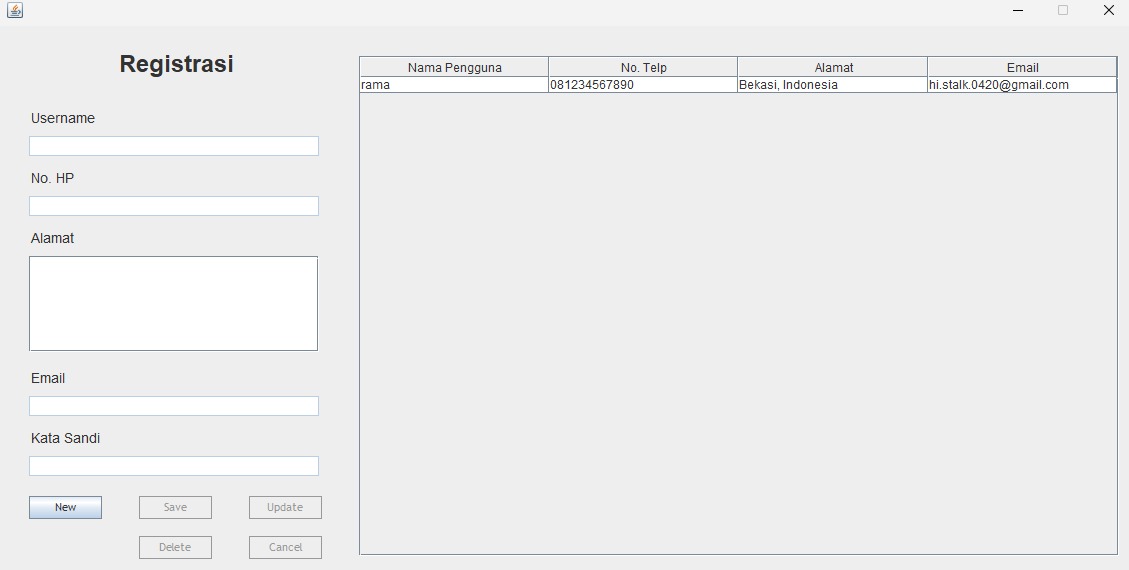 Registrasi
Username
No. HP
Alamat
Email
Kata Sandi
New Save Update
Delete Cancel
Nama Pengguna No. Telp Alamat Email
rama 081234567890 Bekasi, Indonesia hi.stalk.0420@gmail.com